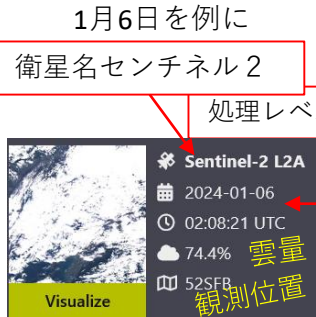 1月6日を例に
衛星名センチネル２
処理レベ
Sentinel-2 L2A
2024-01-06
02:08:21 UTC
74.4% 雲量
52SFB
観測位置
Visualize